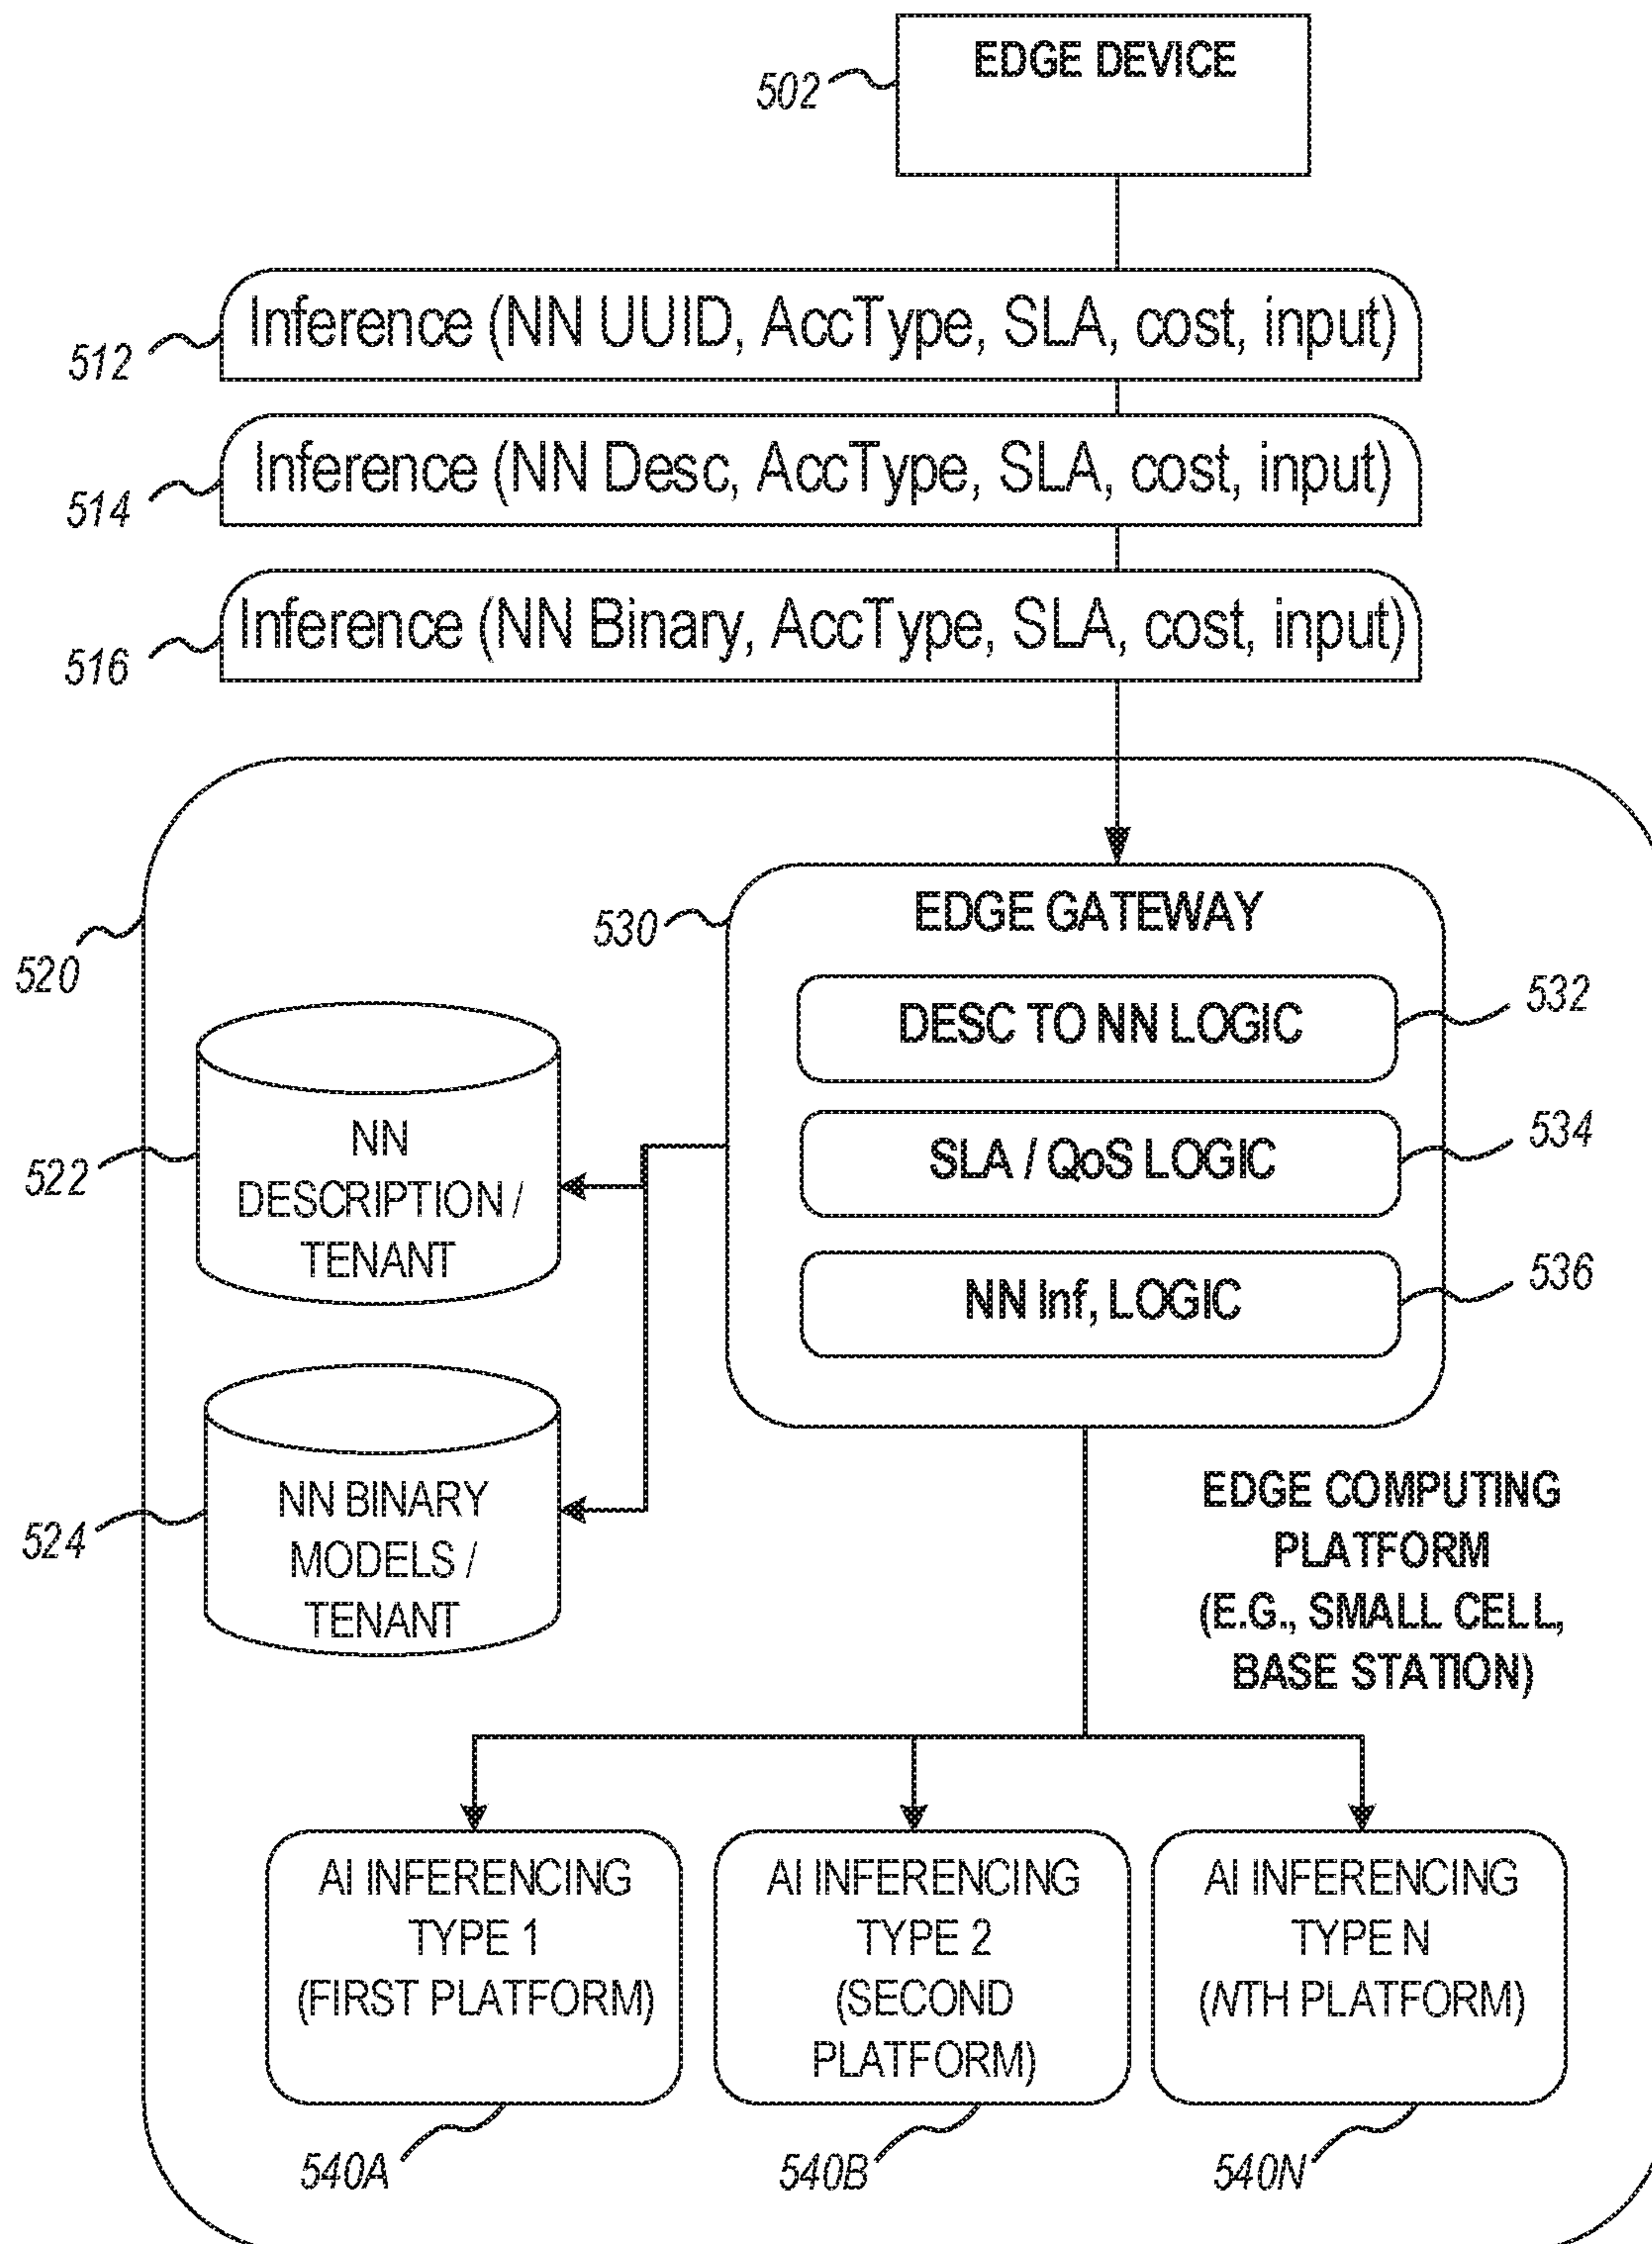 EDGE DEVICE
502
Inference (NN UUID, AccType, SLA, cost, input)
512
Inference (NN Desc, AccType, SLA, cost, input)
514
Inference (NN Binary, AccType, SLA, cost, input)
516
520
530
EDGE GATEWAY
DESC TO NN LOGIC
532
SLA / QoS LOGIC
534
NN Inf, LOGIC
536
522
NN
DESCRIPTION /
TENANT
524
NN BINARY
MODELS /
TENANT
EDGE COMPUTING
PLATFORM
(E.G., SMALL CELL,
BASE STATION)
AI INFERENCING
TYPE 1
(FIRST PLATFORM)
540A
AI INFERENCING
TYPE 2
(SECOND
PLATFORM)
540B
AI INFERENCING
TYPE N
(NTH PLATFORM)
540N